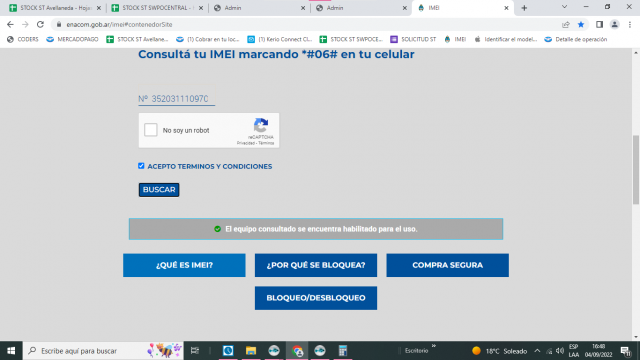 STOCK ST Avellaneda - Hoja
STOCK ST SWPOCENTRAL -
Admin
Admin
IMEI
enacom.gob.ar/imei#contenedorSite
CODERS
MERCADOPAGO
STOCK ST Avellane...
(1) Cobrar en tu loc...
(1) Kerio Connect Cl...
STOCK ST SWPOCE...
SOLICITUD ST
IMEI
Identificar el model...
Detalle de operación
Consultá tu IMEI marcando *#06# en tu celular
Nº 35203111097C
No soy un robot
reCAPTCHA
Privacidad - Términos
ACEPTO TERMINOS Y CONDICIONES
BUSCAR
El equipo consultado se encuentra habilitado para el uso.
¿QUÉ ES IMEI?
¿POR QUÉ SE BLOQUEA?
COMPRA SEGURA
BLOQUEO/DESBLOQUEO
Escribe aquí para buscar
Escritorio
18°C Soleado
ESP
LAA
16:48
04/09/2022